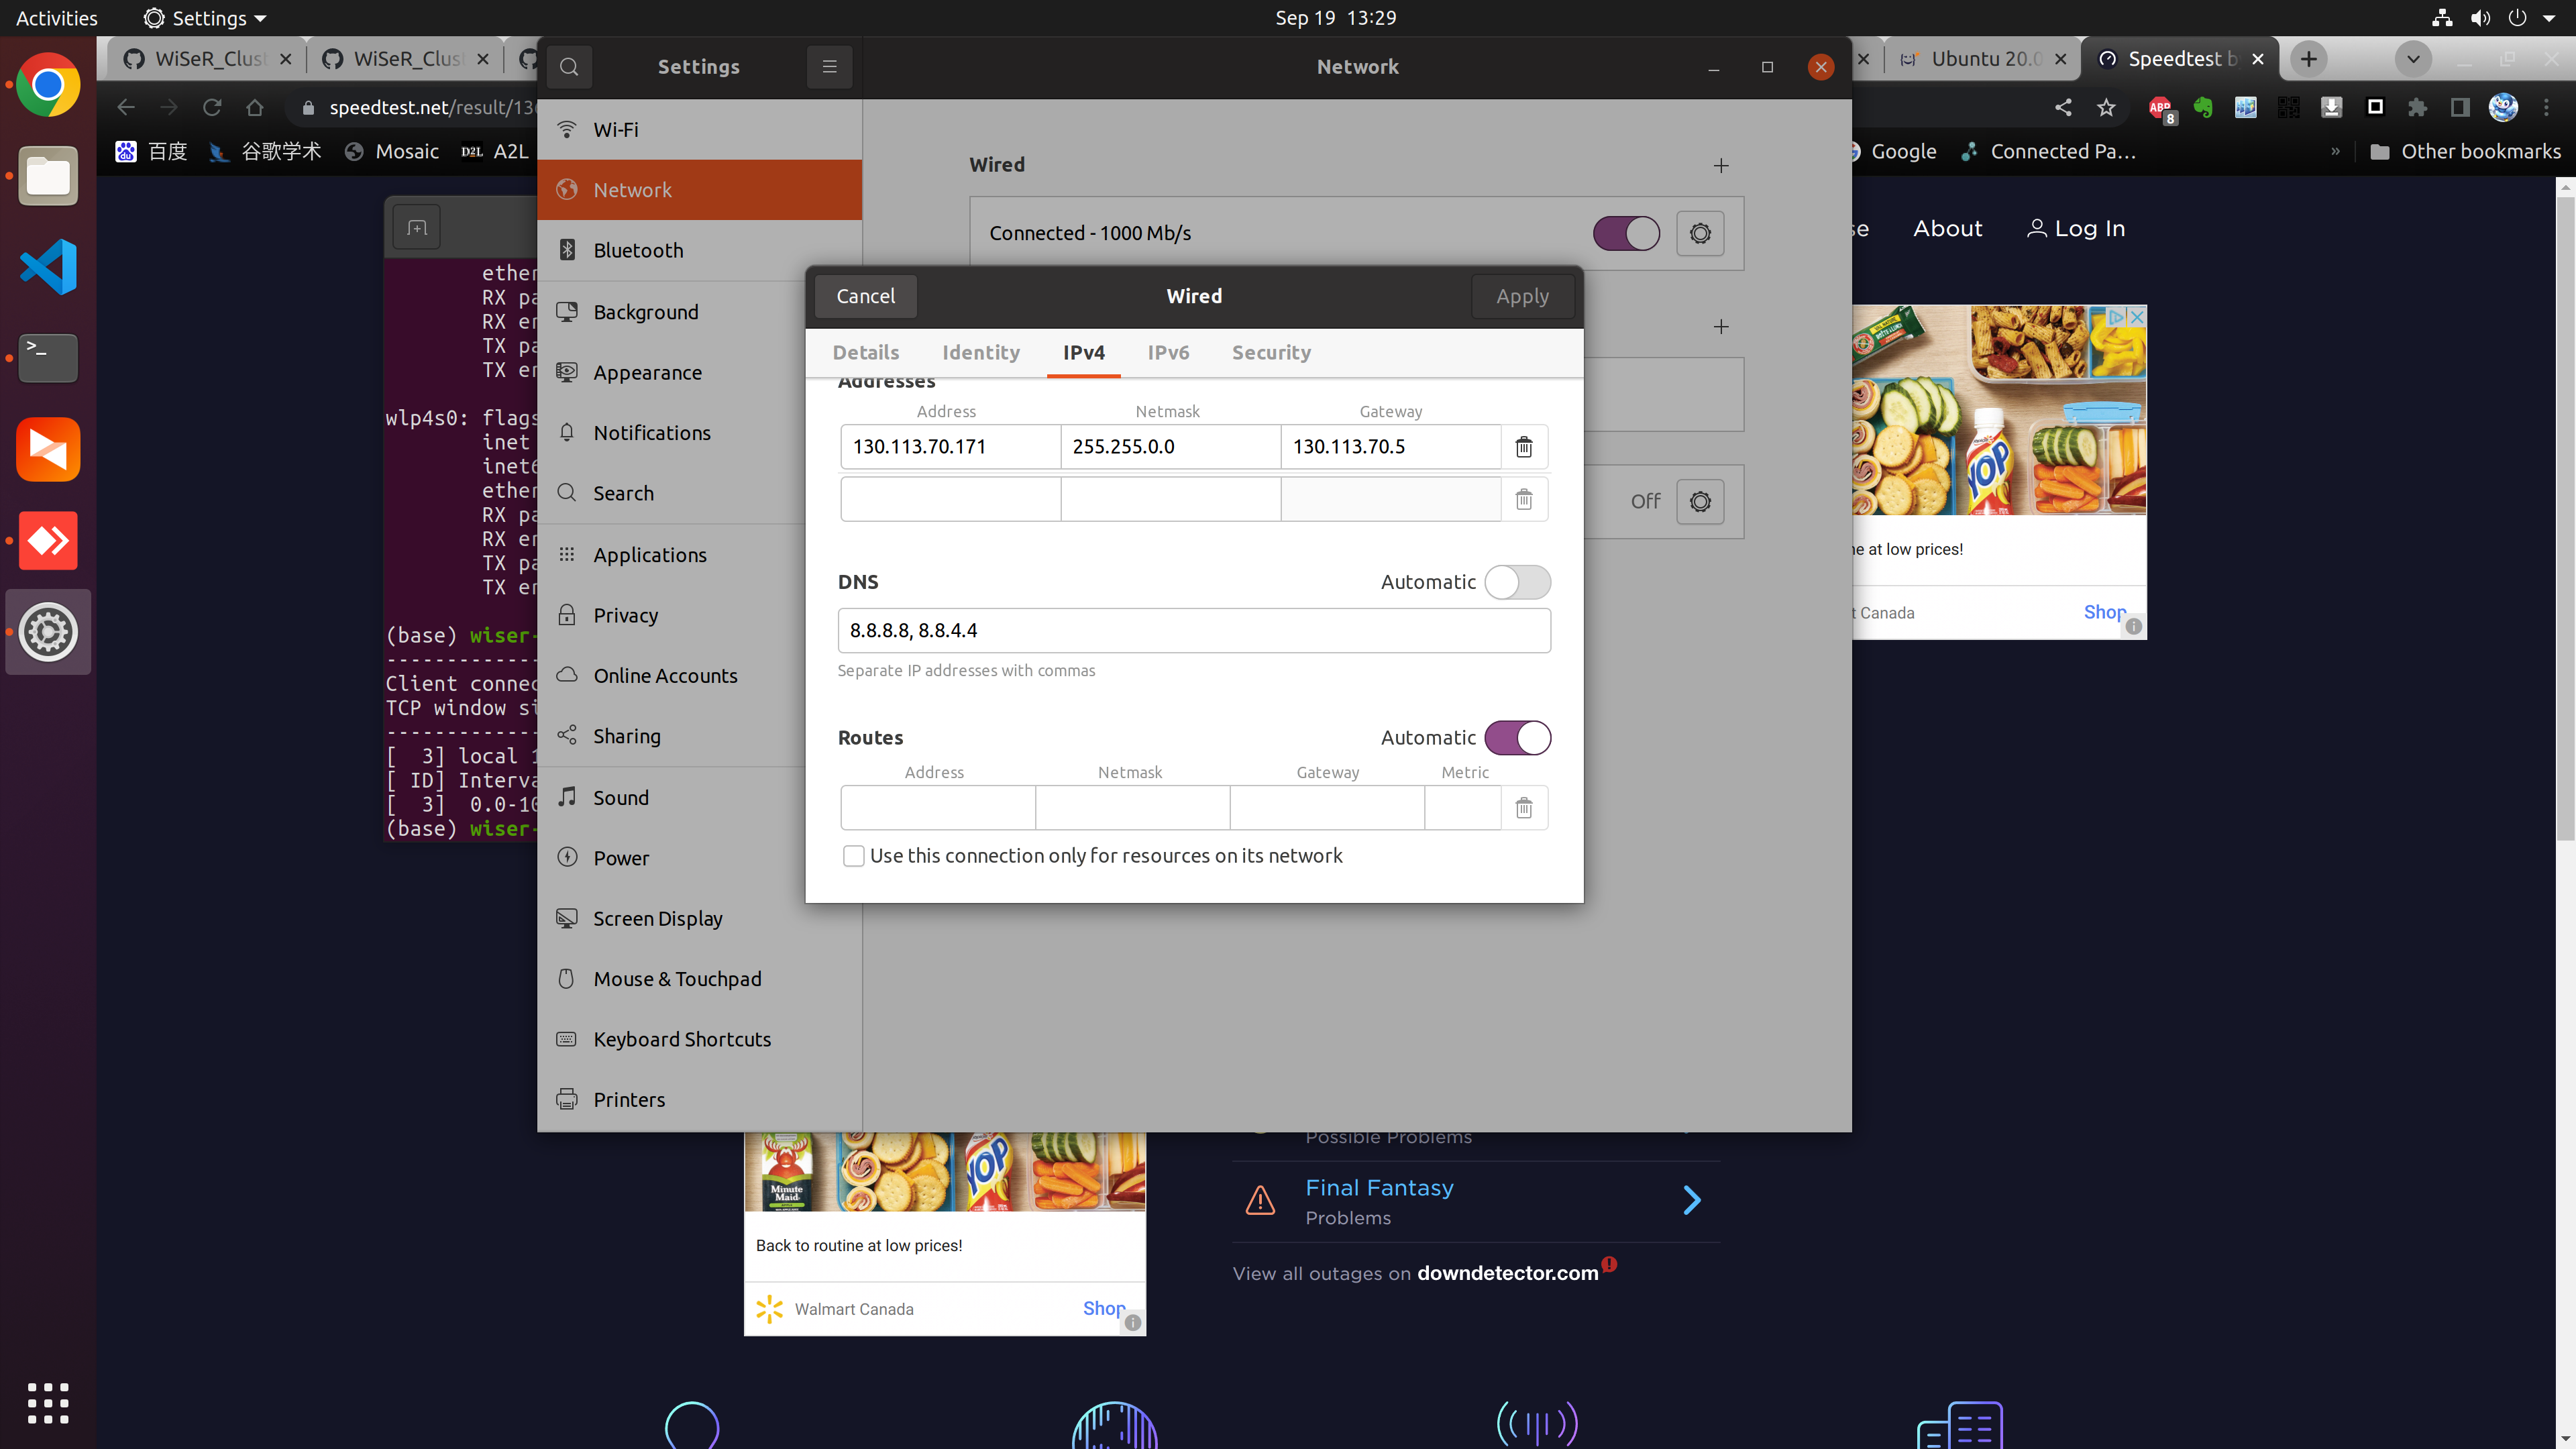 Activities
Settings
Sep 19 13:29
WiSeR_Clust
WiSeR_Clust
Settings
Network
Ubuntu 20.0
Speedtest b
speedtest.net/result/13
ABP
8
百度
谷歌学术
Mosaic
D2L
A2L
Google
Connected Pa…
»
Other bookmarks
Wi-Fi
Network
Bluetooth
Background
Appearance
Notifications
Search
Applications
Privacy
Online Accounts
Sharing
Sound
Power
Screen Display
Mouse & Touchpad
Keyboard Shortcuts
Printers
Wired
Connected - 1000 Mb/s
Off
Cancel
Wired
Apply
Details
Identity
IPv4
IPv6
Security
Addresses
Address
Netmask
Gateway
130.113.70.171
255.255.0.0
130.113.70.5
DNS
Automatic
8.8.8.8, 8.8.4.4
Separate IP addresses with commas
Routes
Automatic
Address
Netmask
Gateway
Metric
Use this connection only for resources on its network
ether
RX pa
RX er
TX pa
TX er
wlp4s0: flags
inet
inet6
ether
RX pa
RX er
TX pa
TX er
(base) wiser-
-------------
Client connec
TCP window si
-------------
[  3] local 1
[ ID] Interva
[  3]  0.0-10
(base) wiser-
se
About
Log In
YOP
ne at low prices!
t Canada
Shop
Minute Maid
YOP
Back to routine at low prices!
Walmart Canada
Shop
Possible Problems
Final Fantasy
Problems
View all outages on downdetector.com